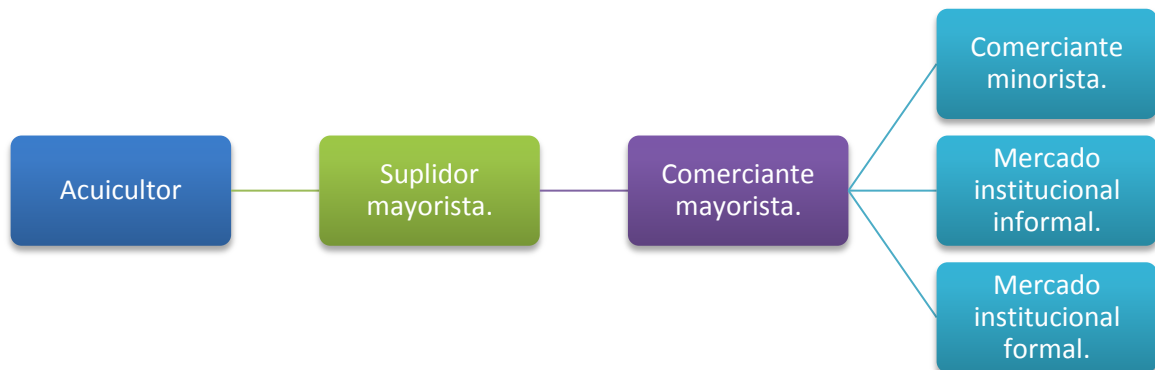 Acuicultor
Suplidor
mayorista.
Comerciante
mayorista.
Comerciante
minorista.
Mercado
institucional
informal.
Mercado
institucional
formal.